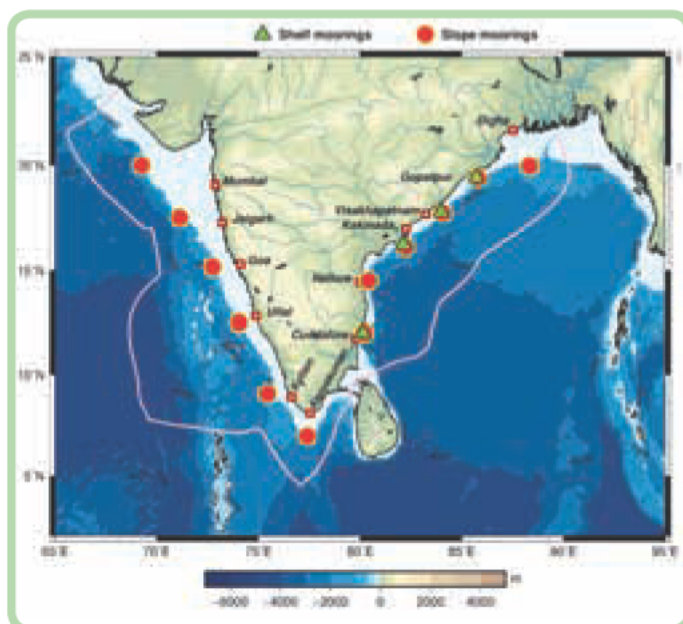 Shelf moorings Slope moorings
25°N
20°N
15°N
10°N
5°N
Digha
Gopalpur
Mumbai
Visakhapatnam
Kakinada
Jaigarh
Goa
Nellore
Cuddalore
65°E 70°E 75°E 80°E 85°E 90°E 95°E
m
−6000 −4000 −2000 0 2000 4000